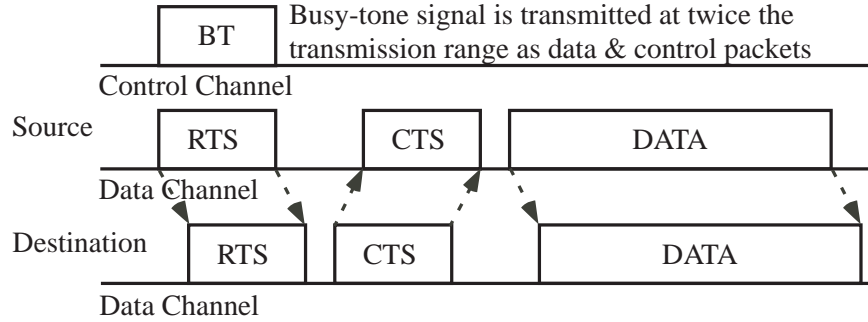 BT
Busy-tone signal is transmitted at twice the
transmission range as data & control packets
Control Channel
Source
RTS
CTS
DATA
Data Channel
Destination
RTS
CTS
DATA
Data Channel